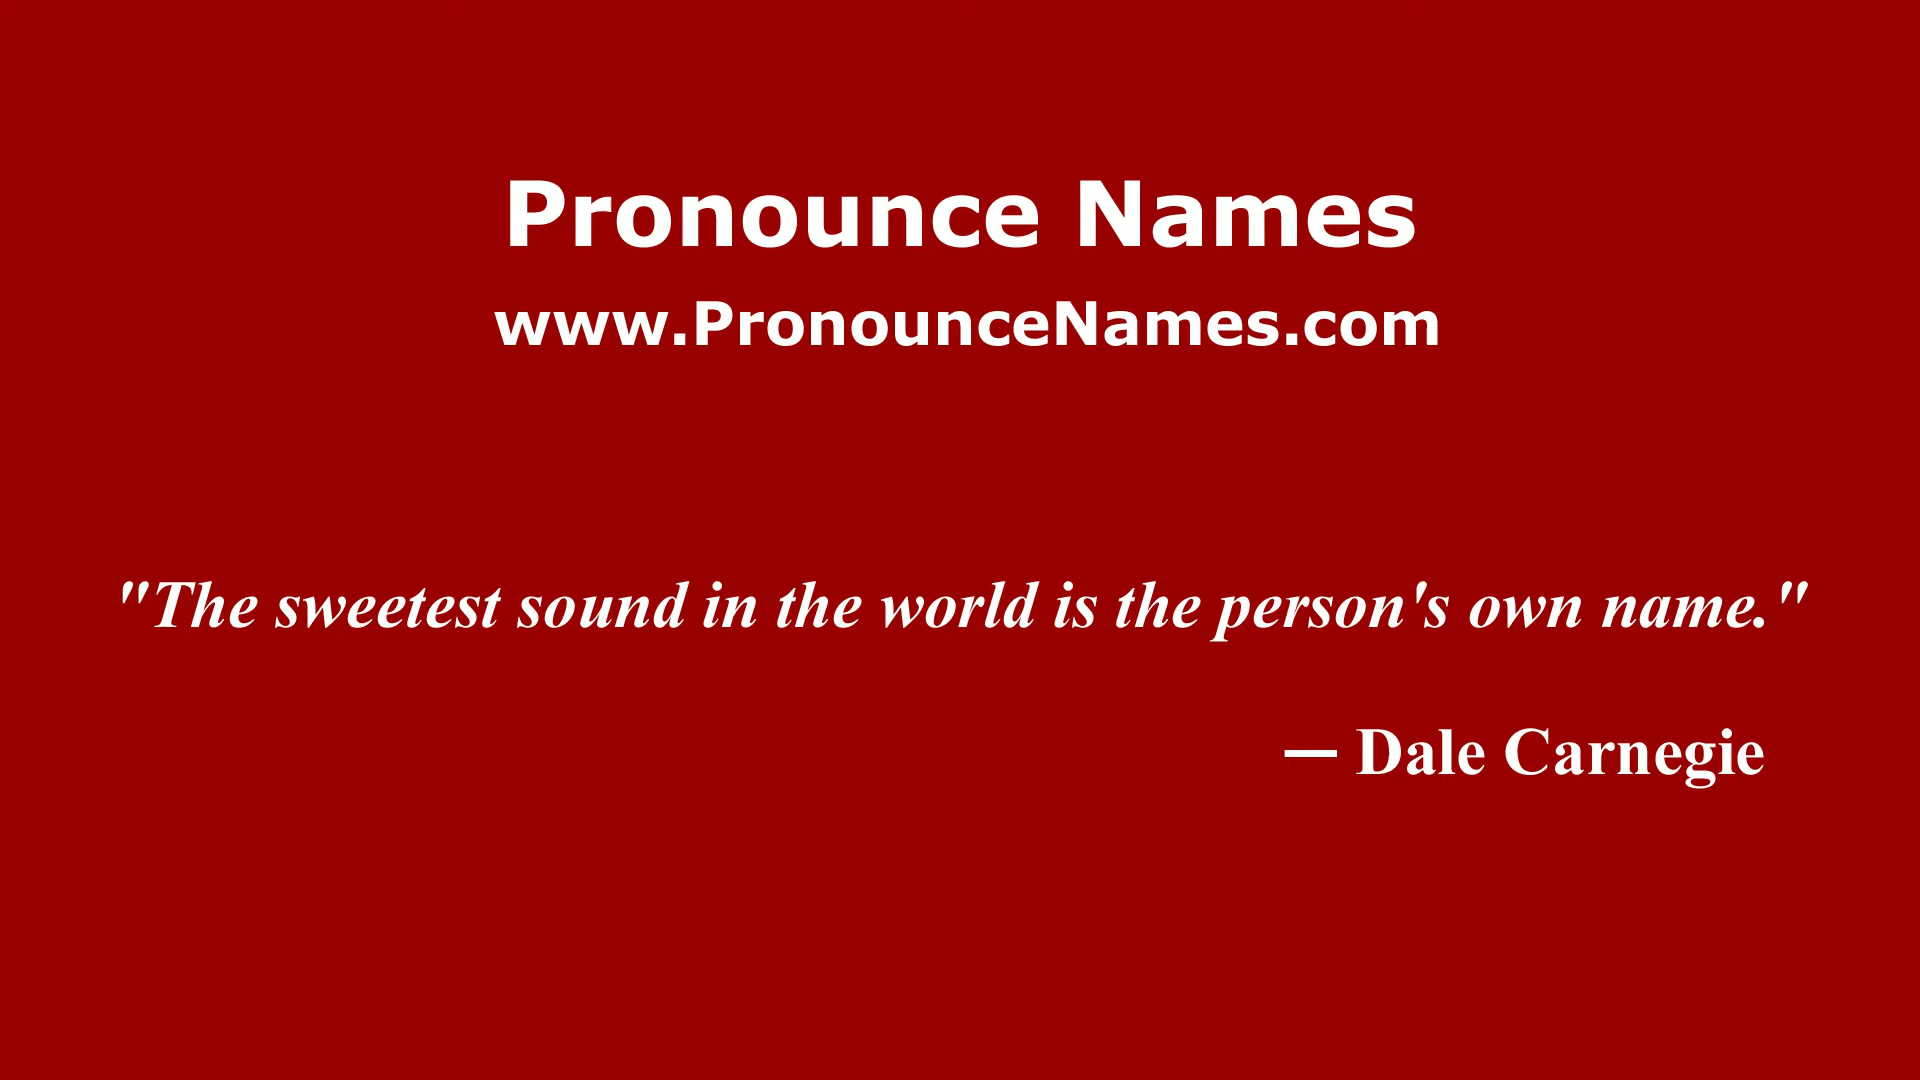 Pronounce Names
www.PronounceNames.com
"The sweetest sound in the world is the person's own name."
— Dale Carnegie